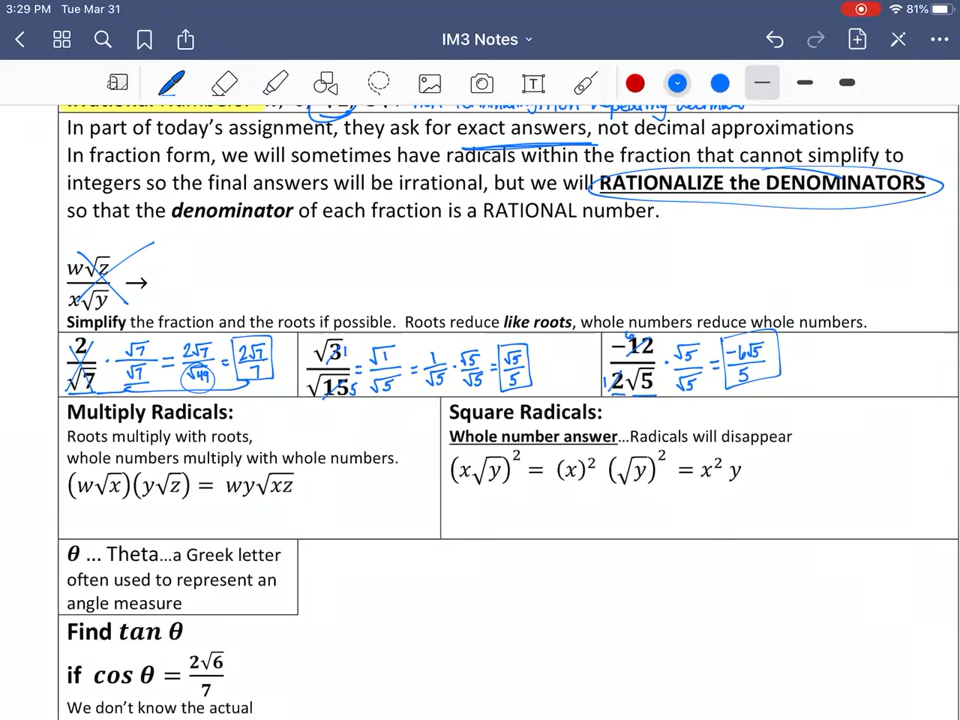 3:29 PM Tue Mar 31
81%
IM3 Notes
In part of today's assignment, they ask for exact answers, not decimal approximations
In fraction form, we will sometimes have radicals within the fraction that cannot simplify to
integers so the final answers will be irrational, but we will RATIONALIZE the DENOMINATORS
so that the denominator of each fraction is a RATIONAL number.
w√z / x√y →
Simplify the fraction and the roots if possible. Roots reduce like roots, whole numbers reduce whole numbers.
2/√7 · √7/√7 = 2√7/√49 = 2√7/7
√3/√15 = √1/√5 = 1/√5 · √5/√5 = √5/5
-12/2√5 · √5/√5 = -6√5/5
Multiply Radicals:
Roots multiply with roots,
whole numbers multiply with whole numbers.
(w√x)(y√z) = wy√xz
Square Radicals:
Whole number answer...Radicals will disappear
(x√y)² = (x)² (√y)² = x² y
θ ... Theta...a Greek letter
often used to represent an
angle measure
Find tan θ
if cos θ = 2√6/7
We don't know the actual